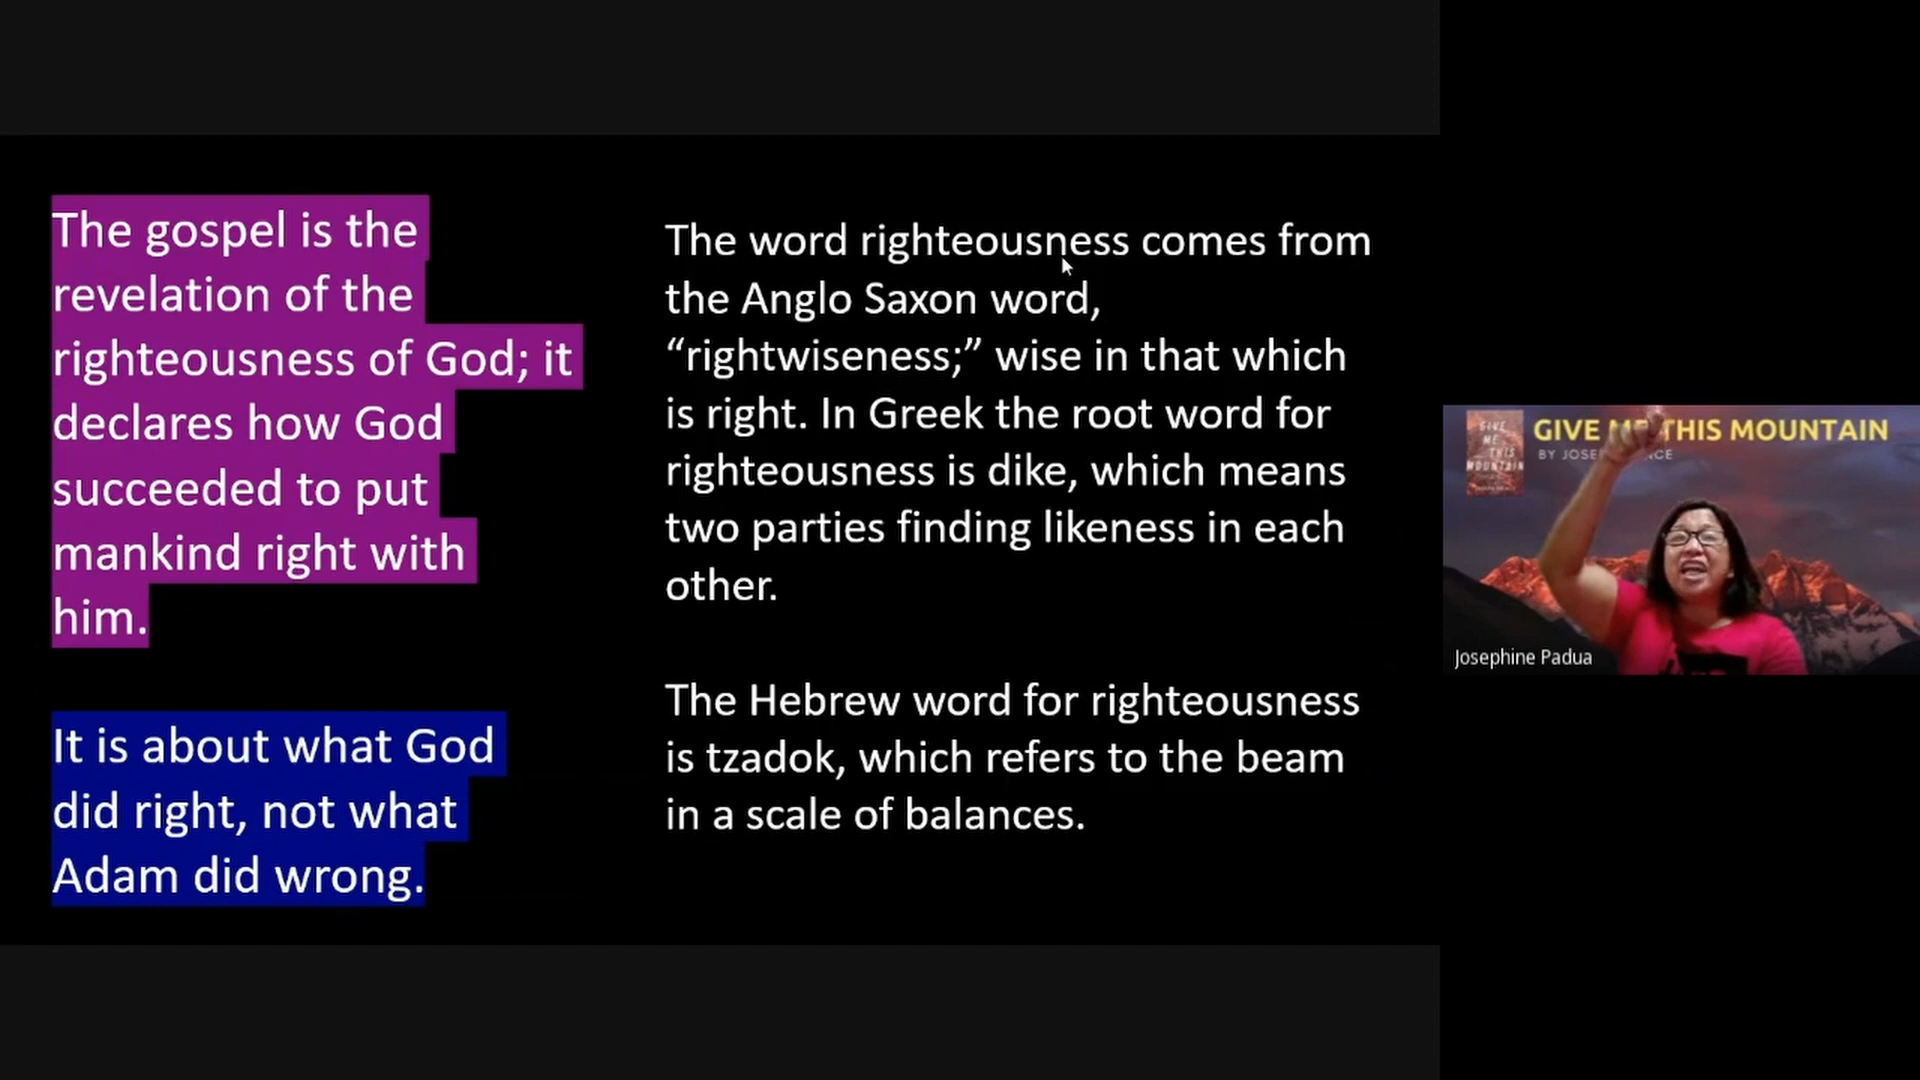 The gospel is the
revelation of the
righteousness of God; it
declares how God
succeeded to put
mankind right with
him.
It is about what God
did right, not what
Adam did wrong.
The word righteousness comes from
the Anglo Saxon word,
“rightwiseness;” wise in that which
is right. In Greek the root word for
righteousness is dike, which means
two parties finding likeness in each
other.
The Hebrew word for righteousness
is tzadok, which refers to the beam
in a scale of balances.
GIVE
ME
THIS
MOUNTAIN
GIVE THIS MOUNTAIN
BY
Josephine Padua